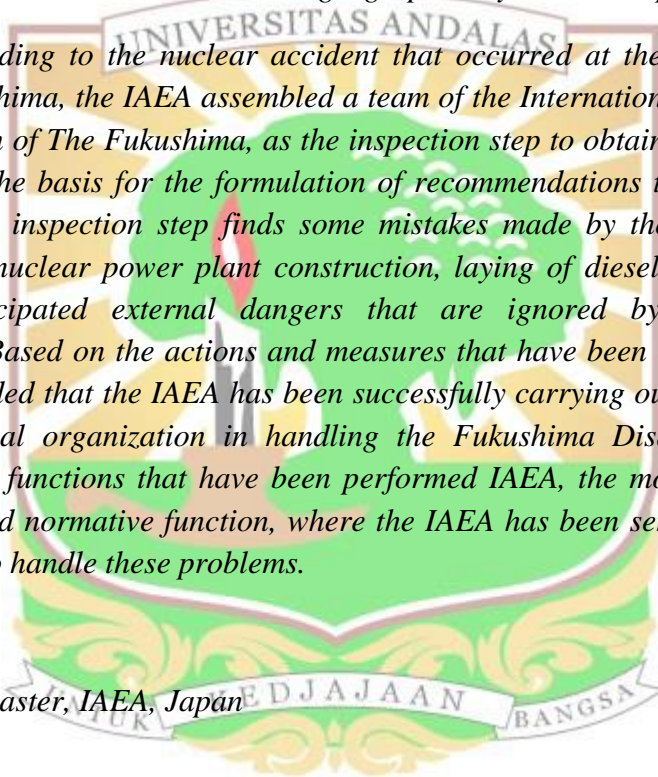 UNIVERSITAS ANDALAS
ding to the nuclear accident that occurred at the
hima, the IAEA assembled a team of the Internation
of The Fukushima, as the inspection step to obtain
he basis for the formulation of recommendations
inspection step finds some mistakes made by the
nuclear power plant construction, laying of diesel
cipated external dangers that are ignored by
Based on the actions and measures that have been
led that the IAEA has been successfully carrying ou
al organization in handling the Fukushima Dis
functions that have been performed IAEA, the mo
d normative function, where the IAEA has been se
handle these problems.
aster, IAEA, Japan
UNTUK KEDJAJAAN BANGSA